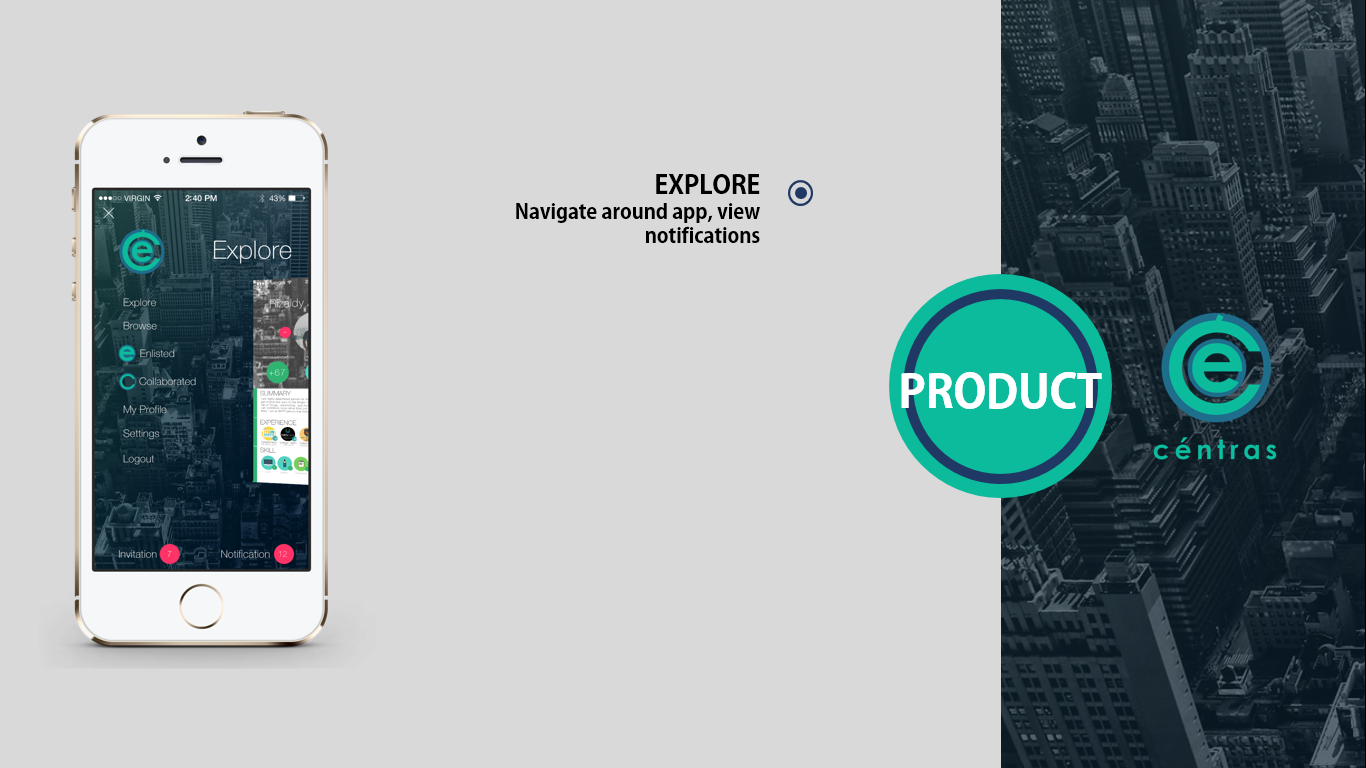 VIRGIN 2:40 PM 43%
Explore
Explore
Browse
Enlisted
Collaborated
My Profile
Settings
Logout
+67
SUMMARY
EXPERIENCE
SKILL
Invitation 7
Notification 12
EXPLORE
Navigate around app, view
notifications
PRODUCT
céntras